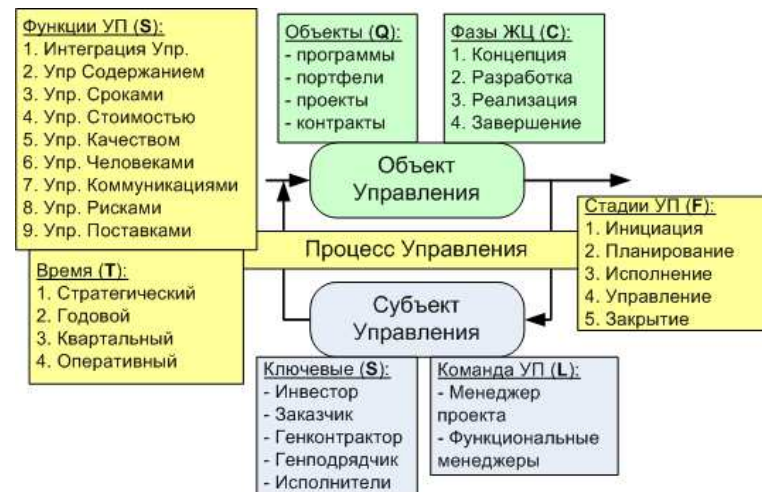 Функции УП (S):
1. Интеграция Упр.
2. Упр Содержанием
3. Упр. Сроками
4. Упр. Стоимостью
5. Упр. Качеством
6. Упр. Человеками
7. Упр. Коммуникациями
8. Упр. Рисками
9. Упр. Поставками
Объекты (Q):
- программы
- портфели
- проекты
- контракты
Фазы ЖЦ (C):
1. Концепция
2. Разработка
3. Реализация
4. Завершение
Объект
Управления
Процесс Управления
Стадии УП (F):
1. Инициация
2. Планирование
3. Исполнение
4. Управление
5. Закрытие
Время (T):
1. Стратегический
2. Годовой
3. Квартальный
4. Оперативный
Субъект
Управления
Ключевые (S):
- Инвестор
- Заказчик
- Генконтрактор
- Генподрядчик
- Исполнители
Команда УП (L):
- Менеджер
проекта
- Функциональные
менеджеры